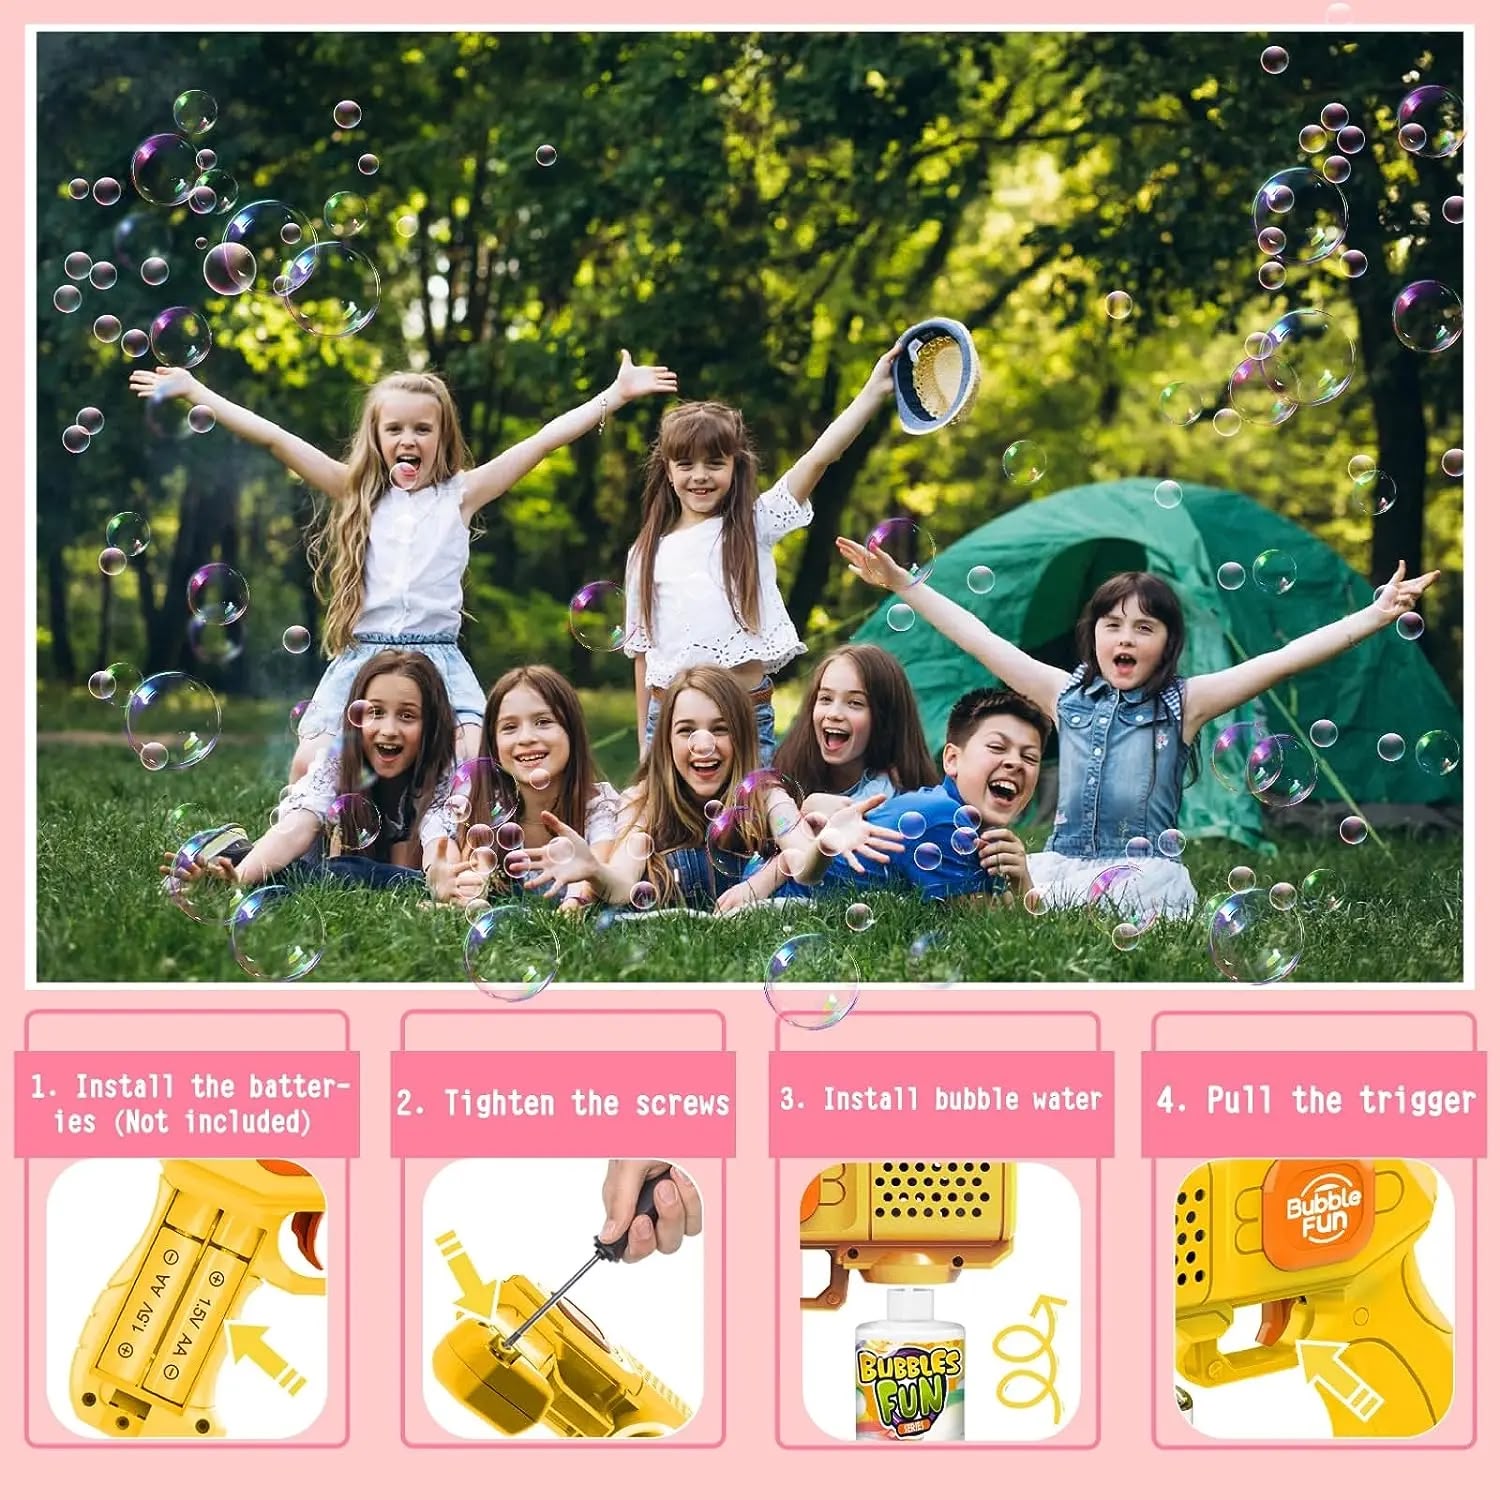 1. Install the batter-
ies (Not included)
2. Tighten the screws
3. Install bubble water
4. Pull the trigger
1.5V AA
1.5V AA
BUBBLES
FUN
SERIES
Bubble
Fun